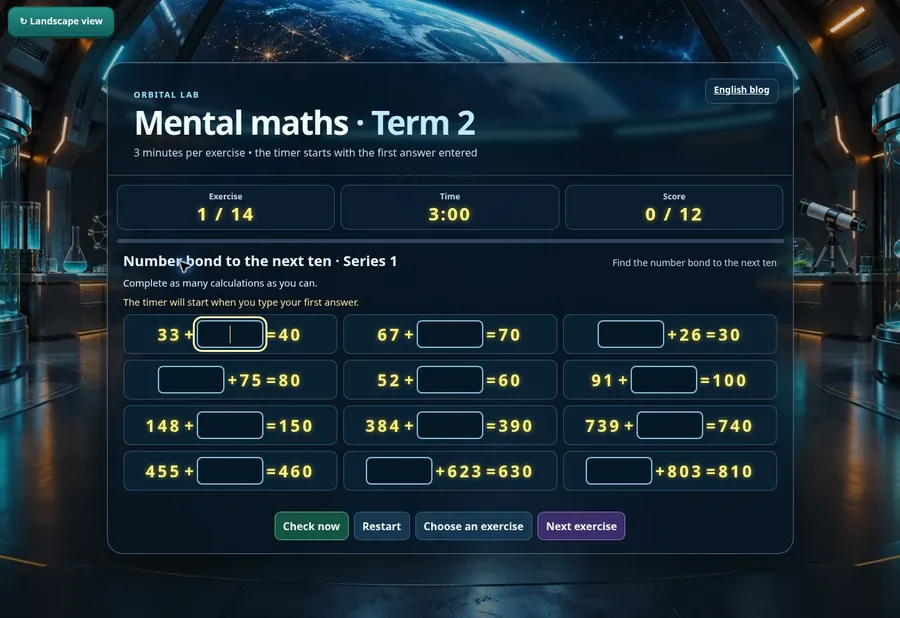 ↻ Landscape view
ORBITAL LAB
English blog
Mental maths · Term 2
3 minutes per exercise • the timer starts with the first answer entered
Exercise
1 / 14
Time
3:00
Score
0 / 12
Number bond to the next ten · Series 1
Find the number bond to the next ten
Complete as many calculations as you can.
The timer will start when you type your first answer.
33 + = 40
67 + = 70
+ 26 = 30
+ 75 = 80
52 + = 60
91 + = 100
148 + = 150
384 + = 390
739 + = 740
455 + = 460
+ 623 = 630
+ 803 = 810
Check now
Restart
Choose an exercise
Next exercise